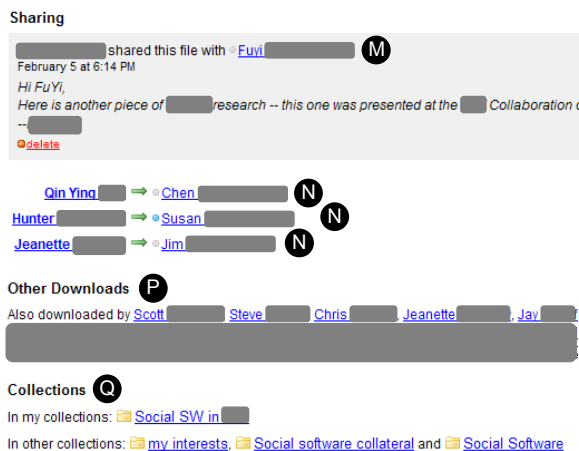 Sharing
shared this file with Fuyi M
February 5 at 6:14 PM
Hi FuYi,
Here is another piece of research -- this one was presented at the Collaboration
--
delete
Qin Ying Chen N
Hunter Susan N
Jeanette Jim N
Other Downloads P
Also downloaded by Scott Steve Chris , Jeanette , Jay
Collections Q
In my collections: Social SW in
In other collections: my interests, Social software collateral and Social Software